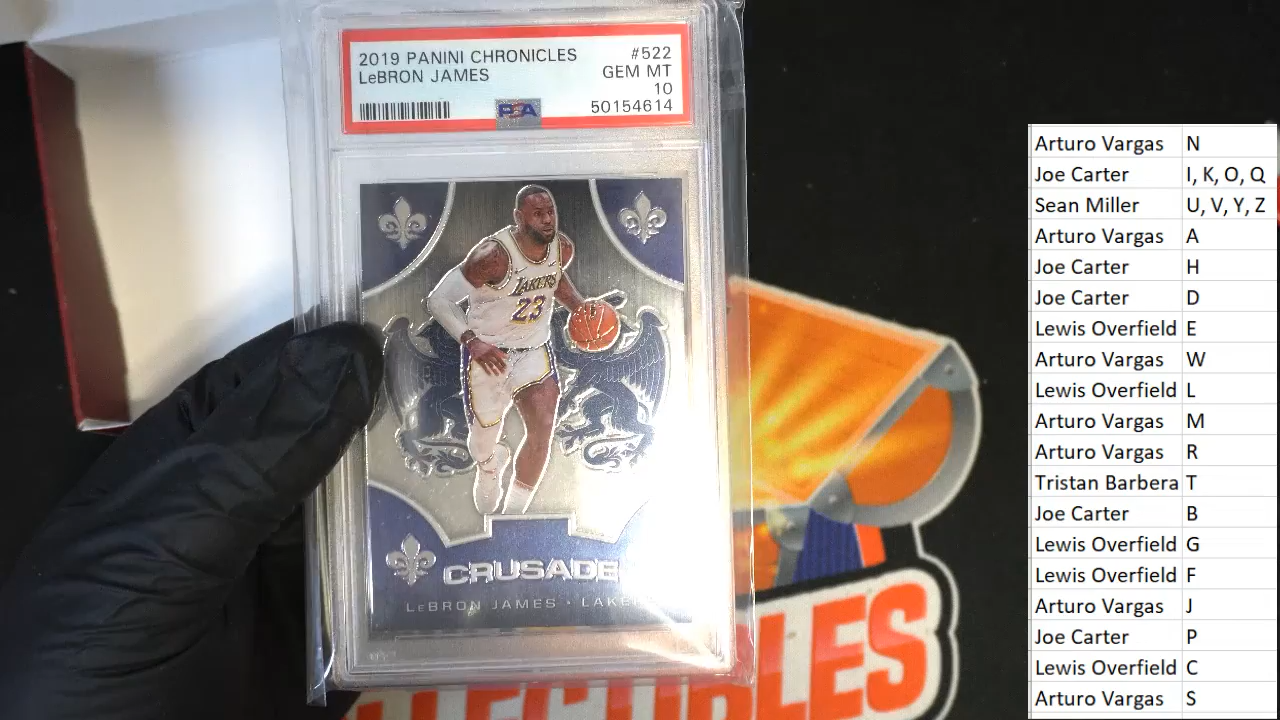 2019 PANINI CHRONICLES #522
LeBRON JAMES GEM MT
10
PSA 50154614
LAKERS
23
CRUSADE
LeBRON JAMES • LAKE
Arturo Vargas N
Joe Carter I, K, O, Q
Sean Miller U, V, Y, Z
Arturo Vargas A
Joe Carter H
Joe Carter D
Lewis Overfield E
Arturo Vargas W
Lewis Overfield L
Arturo Vargas M
Arturo Vargas R
Tristan Barbera T
Joe Carter B
Lewis Overfield G
Lewis Overfield F
Arturo Vargas J
Joe Carter P
Lewis Overfield C
Arturo Vargas S